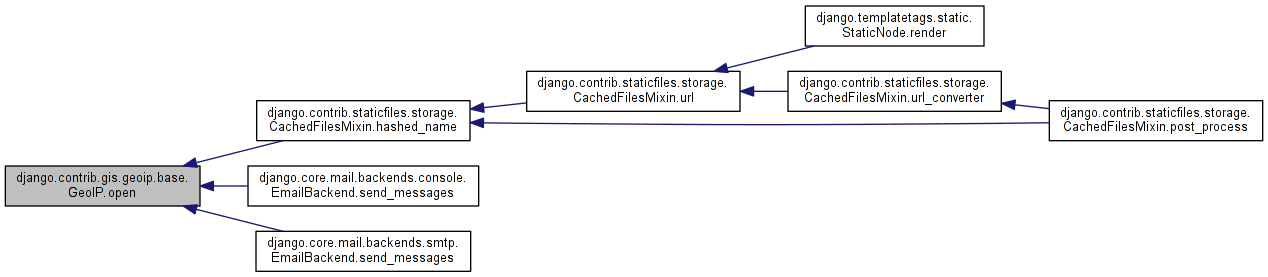 django.templatetags.static.
StaticNode.render
django.contrib.staticfiles.storage.
CachedFilesMixin.url
django.contrib.staticfiles.storage.
CachedFilesMixin.url_converter
django.contrib.staticfiles.storage.
CachedFilesMixin.hashed_name
django.contrib.staticfiles.storage.
CachedFilesMixin.post_process
django.contrib.gis.geoip.base.
GeoIP.open
django.core.mail.backends.console.
EmailBackend.send_messages
django.core.mail.backends.smtp.
EmailBackend.send_messages